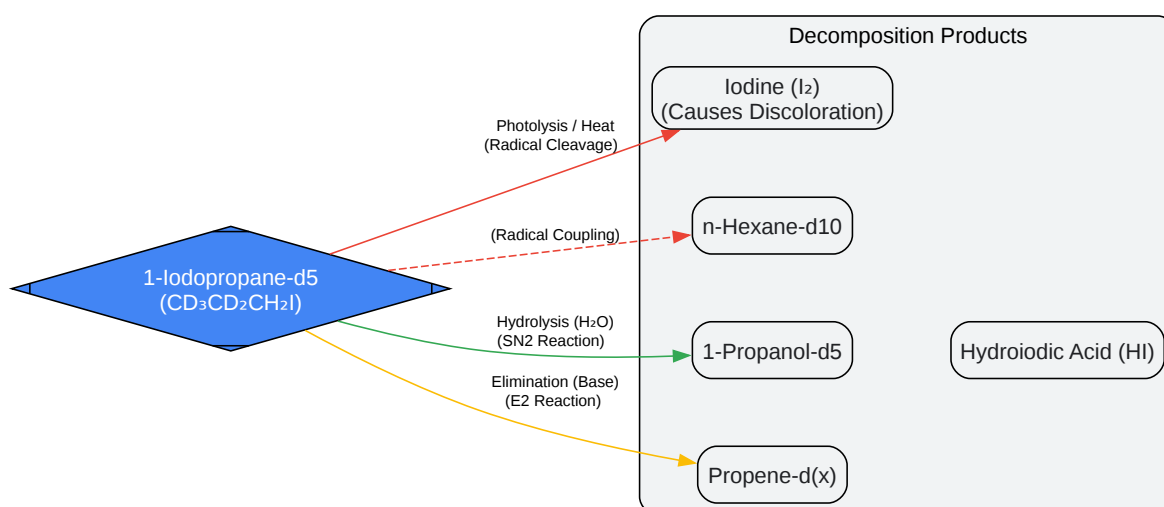 Decomposition Products
Iodine (I₂)
(Causes Discoloration)
Photolysis / Heat
(Radical Cleavage)
n-Hexane-d10
(Radical Coupling)
1-Iodopropane-d5
(CD₃CD₂CH₂I)
Hydrolysis (H₂O)
(SN2 Reaction)
1-Propanol-d5
Hydroiodic Acid (HI)
Elimination (Base)
(E2 Reaction)
Propene-d(x)